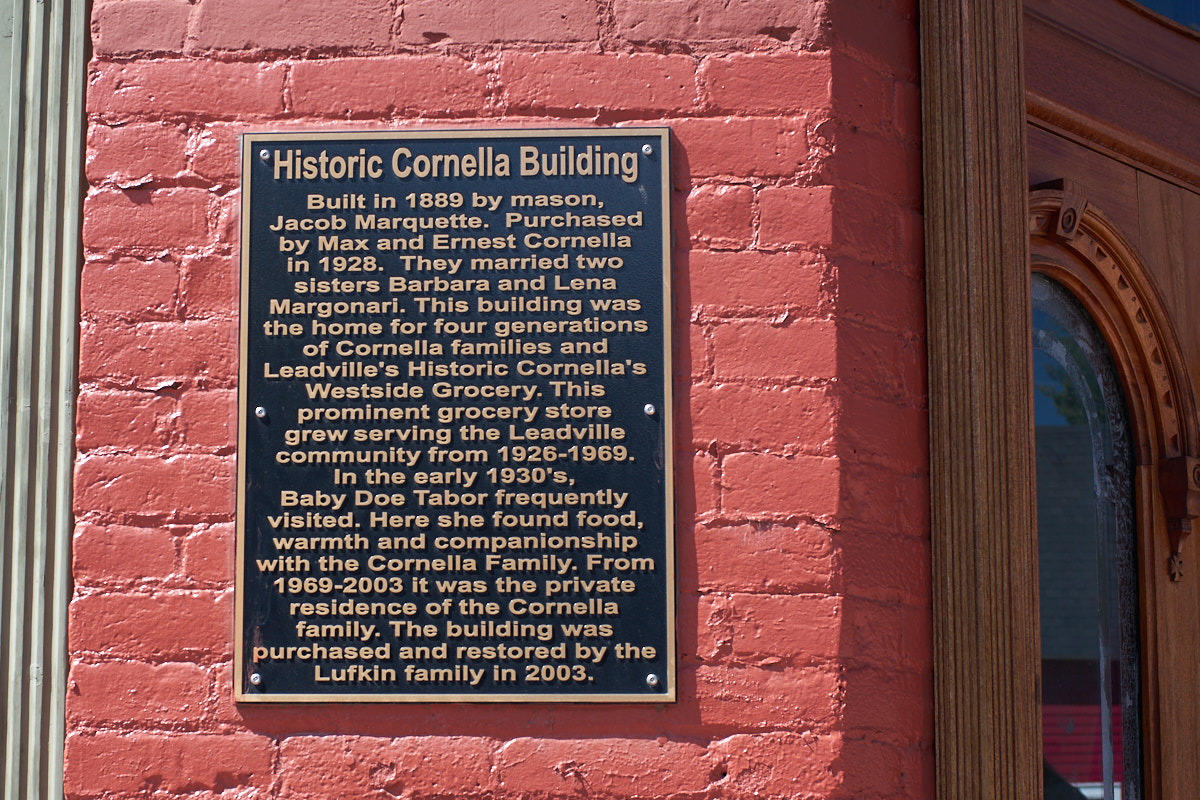 Historic Cornella Building
Built in 1889 by mason,
Jacob Marquette.  Purchased
by Max and Ernest Cornella
in 1928.  They married two
sisters Barbara and Lena
Margonari. This building was
the home for four generations
of Cornella families and
Leadville's Historic Cornella's
Westside Grocery. This
prominent grocery store
grew serving the Leadville
community from 1926-1969.
In the early 1930's,
Baby Doe Tabor frequently
visited. Here she found food,
warmth and companionship
with the Cornella Family. From
1969-2003 it was the private
residence of the Cornella
family. The building was
purchased and restored by the
Lufkin family in 2003.